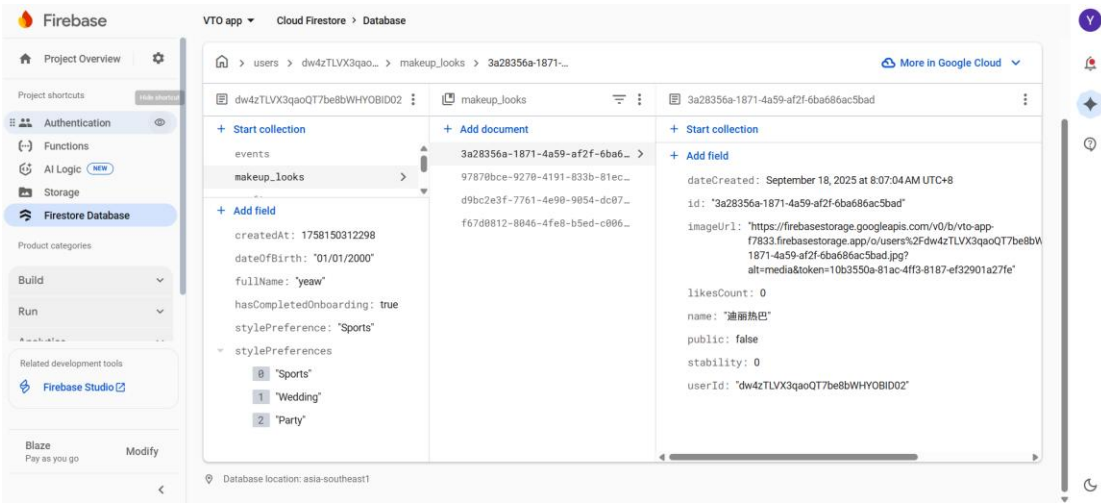 Firebase
VTO app
Cloud Firestore > Database
Y
Project Overview
Project shortcuts
Hide shortcut
Authentication
Functions
AI Logic NEW
Storage
Firestore Database
Product categories
Build
Run
Analytics
Related development tools
Firebase Studio
Blaze
Pay as you go
Modify
> users > dw4zTLVX3qao... > makeup_looks > 3a28356a-1871-...
More in Google Cloud
dw4zTLVX3qaoQT7be8bWHYOBID02
+ Start collection
events
makeup_looks
+ Add field
createdAt: 1758150312298
dateOfBirth: "01/01/2000"
fullName: "yeaw"
hasCompletedOnboarding: true
stylePreference: "Sports"
stylePreferences
0 "Sports"
1 "Wedding"
2 "Party"
makeup_looks
+ Add document
3a28356a-1871-4a59-af2f-6ba6…
97870bce-9270-4191-833b-81ec…
d9bc2e3f-7761-4e90-9054-dc07…
f67d0812-8046-4fe8-b5ed-c006…
3a28356a-1871-4a59-af2f-6ba686ac5bad
+ Start collection
+ Add field
dateCreated: September 18, 2025 at 8:07:04 AM UTC+8
id: "3a28356a-1871-4a59-af2f-6ba686ac5bad"
imageUrl: "https://firebasestorage.googleapis.com/v0/b/vto-app-
f7833.firebasestorage.app/o/users%2Fdw4zTLVX3qaoQT7be8bW
1871-4a59-af2f-6ba686ac5bad.jpg?
alt=media&token=10b3550a-81ac-4ff3-8187-ef32901a27fe"
likesCount: 0
name: "迪丽热巴"
public: false
stability: 0
userId: "dw4zTLVX3qaoQT7be8bWHYOBID02"
Database location: asia-southeast1